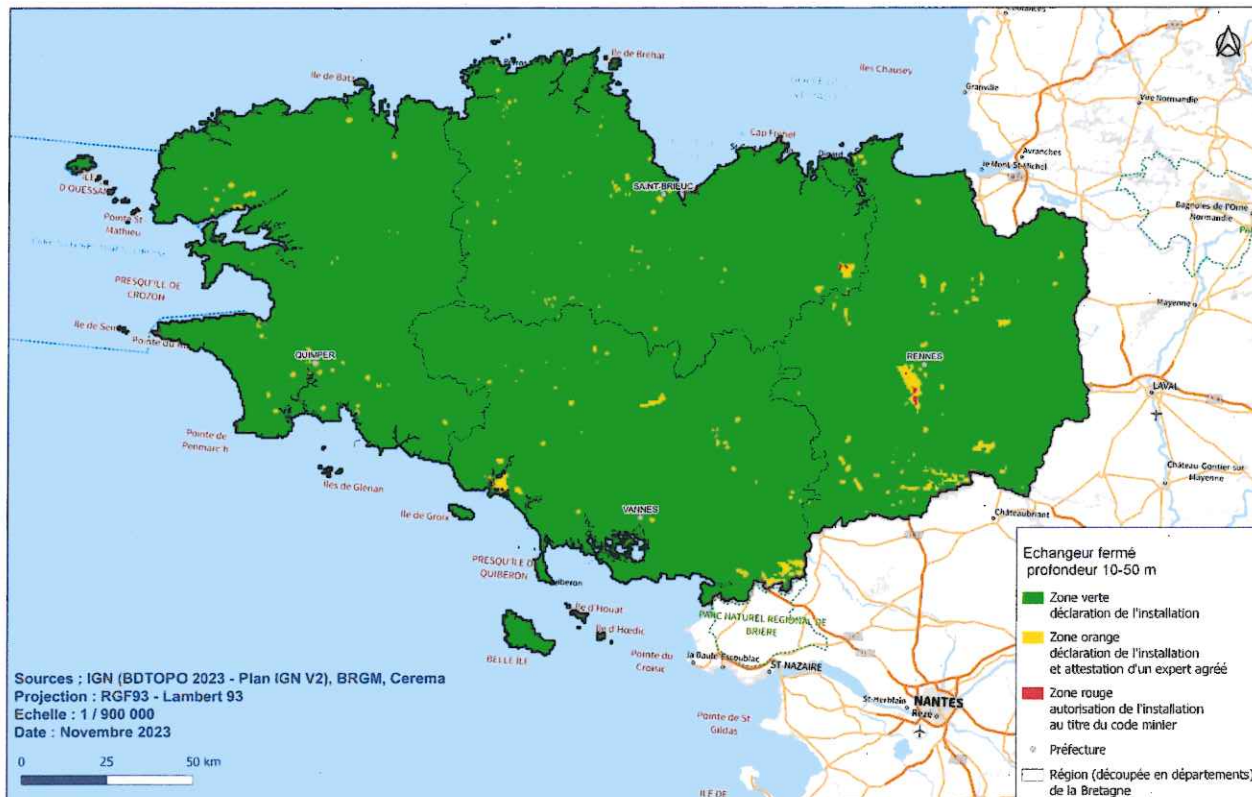 Granville
Vire Normandie
Iles Chausey
Ile de Bréhat
Ile de Batz
Cap Fréhel
Avranches
le Mont-St-Michel
Bagnoles de l'Orne
Normandie
SAINT-BRIEUC
D'OUESSANT
Pointe St
Mathieu
PRESQU'ILE DE
CROZON
Mayenne
Ile de Sein
QUIMPER
RENNES
LAVAL
Pointe de
Penmarc'h
Iles de Glénan
Ile de Groix
VANNES
Château-Gontier-sur
Mayenne
Châteaubriant
PRESQU'ILE D
QUIBERON
Ile d'Houat
Ile d'Hœdic
BELLE ILE
PARC NATUREL REGIONAL DE
BRIÈRE
Pointe du
Croisic
la Baule-Escoublac
ST-NAZAIRE
St-Herblain
NANTES
Rezé
Pointe de St
Gildas
ILE DE
Echangeur fermé
profondeur 10-50 m
Zone verte
déclaration de l'installation
Zone orange
déclaration de l'installation
et attestation d'un expert agréé
Zone rouge
autorisation de l'installation
au titre du code minier
Préfecture
Région (découpée en départements)
de la Bretagne
Sources : IGN (BDTOPO 2023 - Plan IGN V2), BRGM, Cerema
Projection : RGF93 - Lambert 93
Echelle : 1 / 900 000
Date : Novembre 2023
0 25 50 km